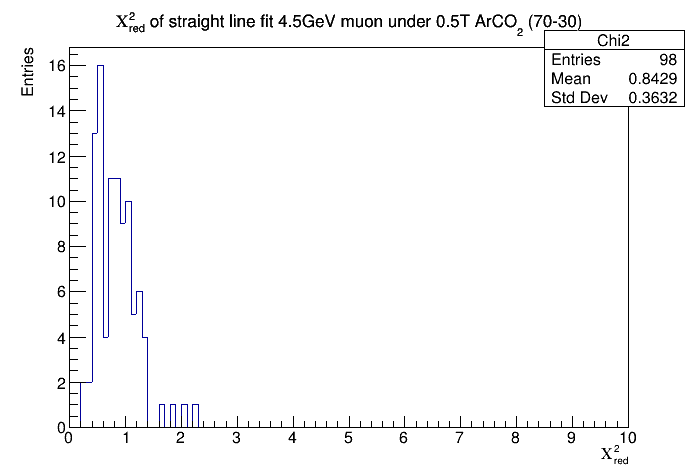 X²red of straight line fit 4.5GeV muon under 0.5T ArCO₂ (70-30)
Chi2
Entries 98
Mean 0.8429
Std Dev 0.3632
Entries
16
14
12
10
8
6
4
2
0
0 1 2 3 4 5 6 7 8 9 10
X²red